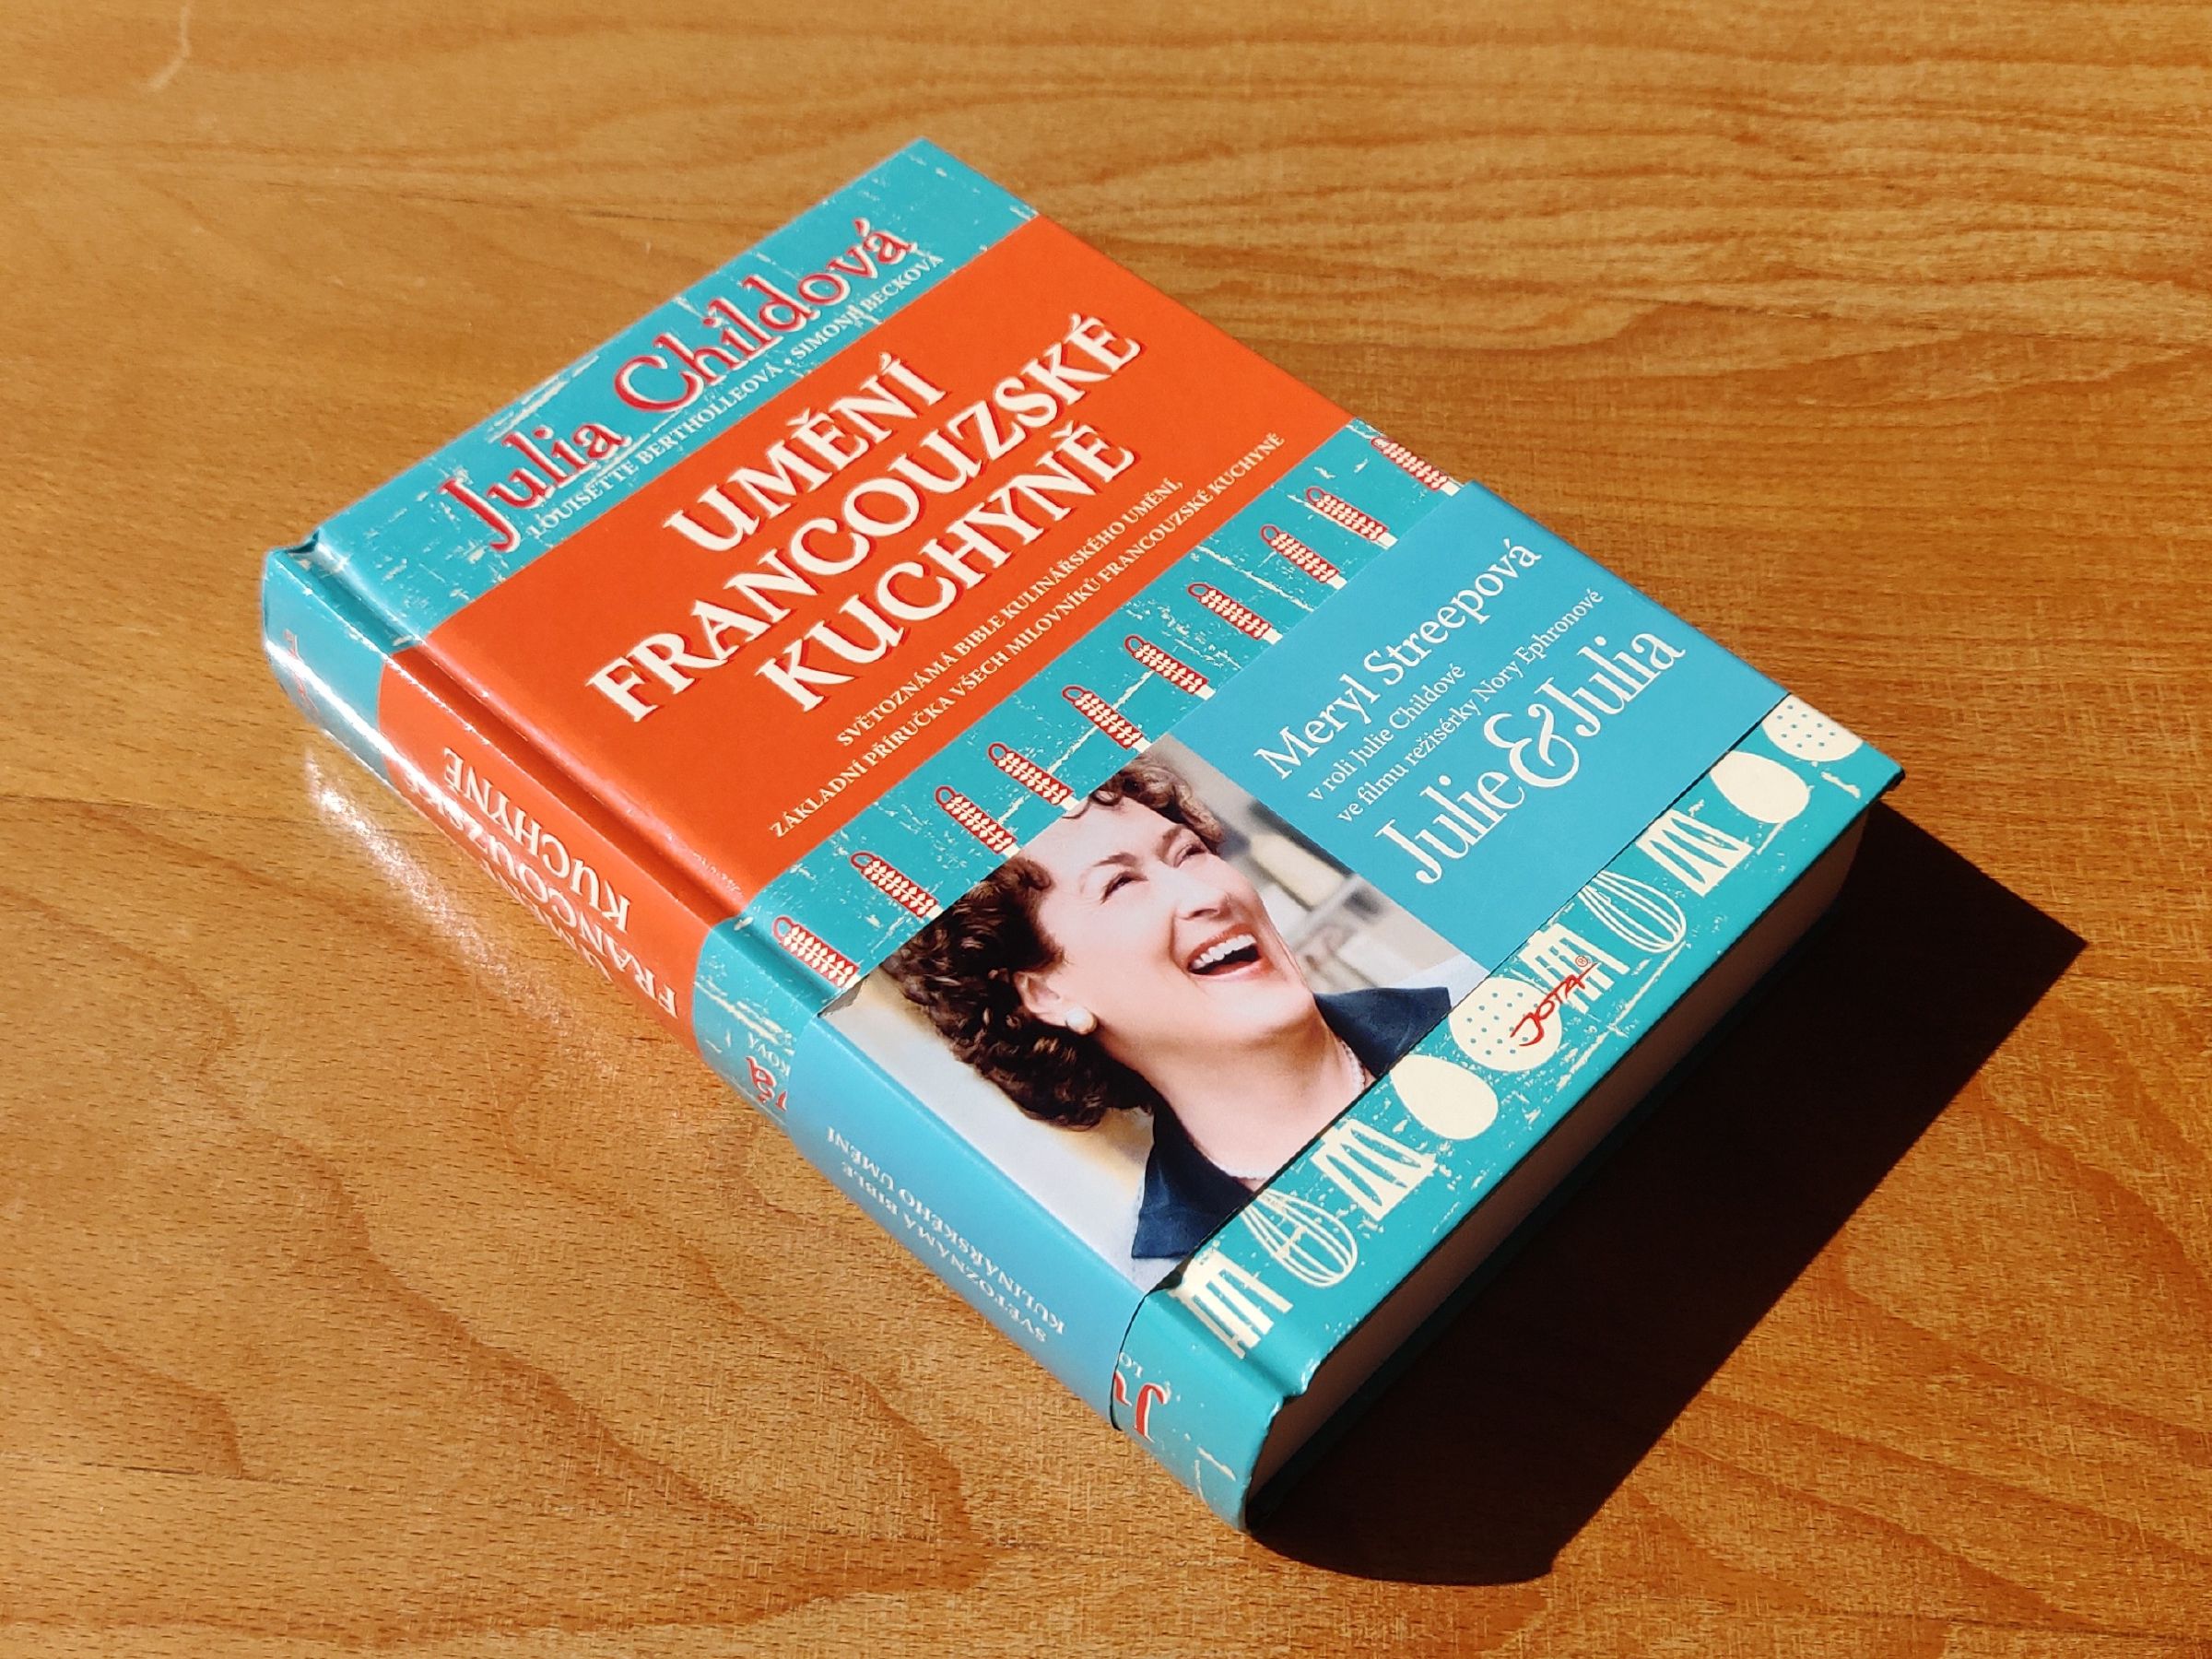 Julia Childová
LOUISETTE BERTHOLLEOVÁ • SIMONE BECKOVÁ
UMĚNÍ
FRANCOUZSKÉ
KUCHYNĚ
SVĚTOZNÁMÁ BIBLE KULINÁŘSKÉHO UMĚNÍ,
ZÁKLADNÍ PŘÍRUČKA VŠECH MILOVNÍKŮ FRANCOUZSKÉ KUCHYNĚ
Meryl Streepová
v roli Julie Childové
ve filmu režisérky Nory Ephronové
Julie & Julia
JOTA®
FRANCOUZSKÉ
KUCHYNĚ
SVĚTOZNÁMÁ BIBLE
KULINÁŘSKÉHO UMĚNÍ